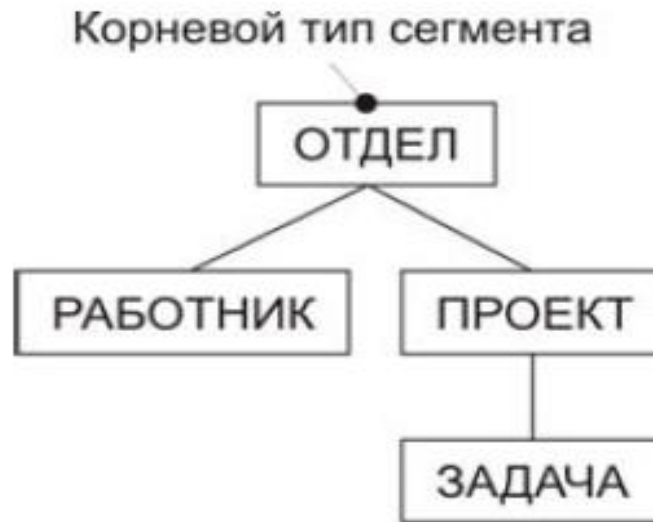 Корневой тип сегмента
ОТДЕЛ
РАБОТНИК
ПРОЕКТ
ЗАДАЧА